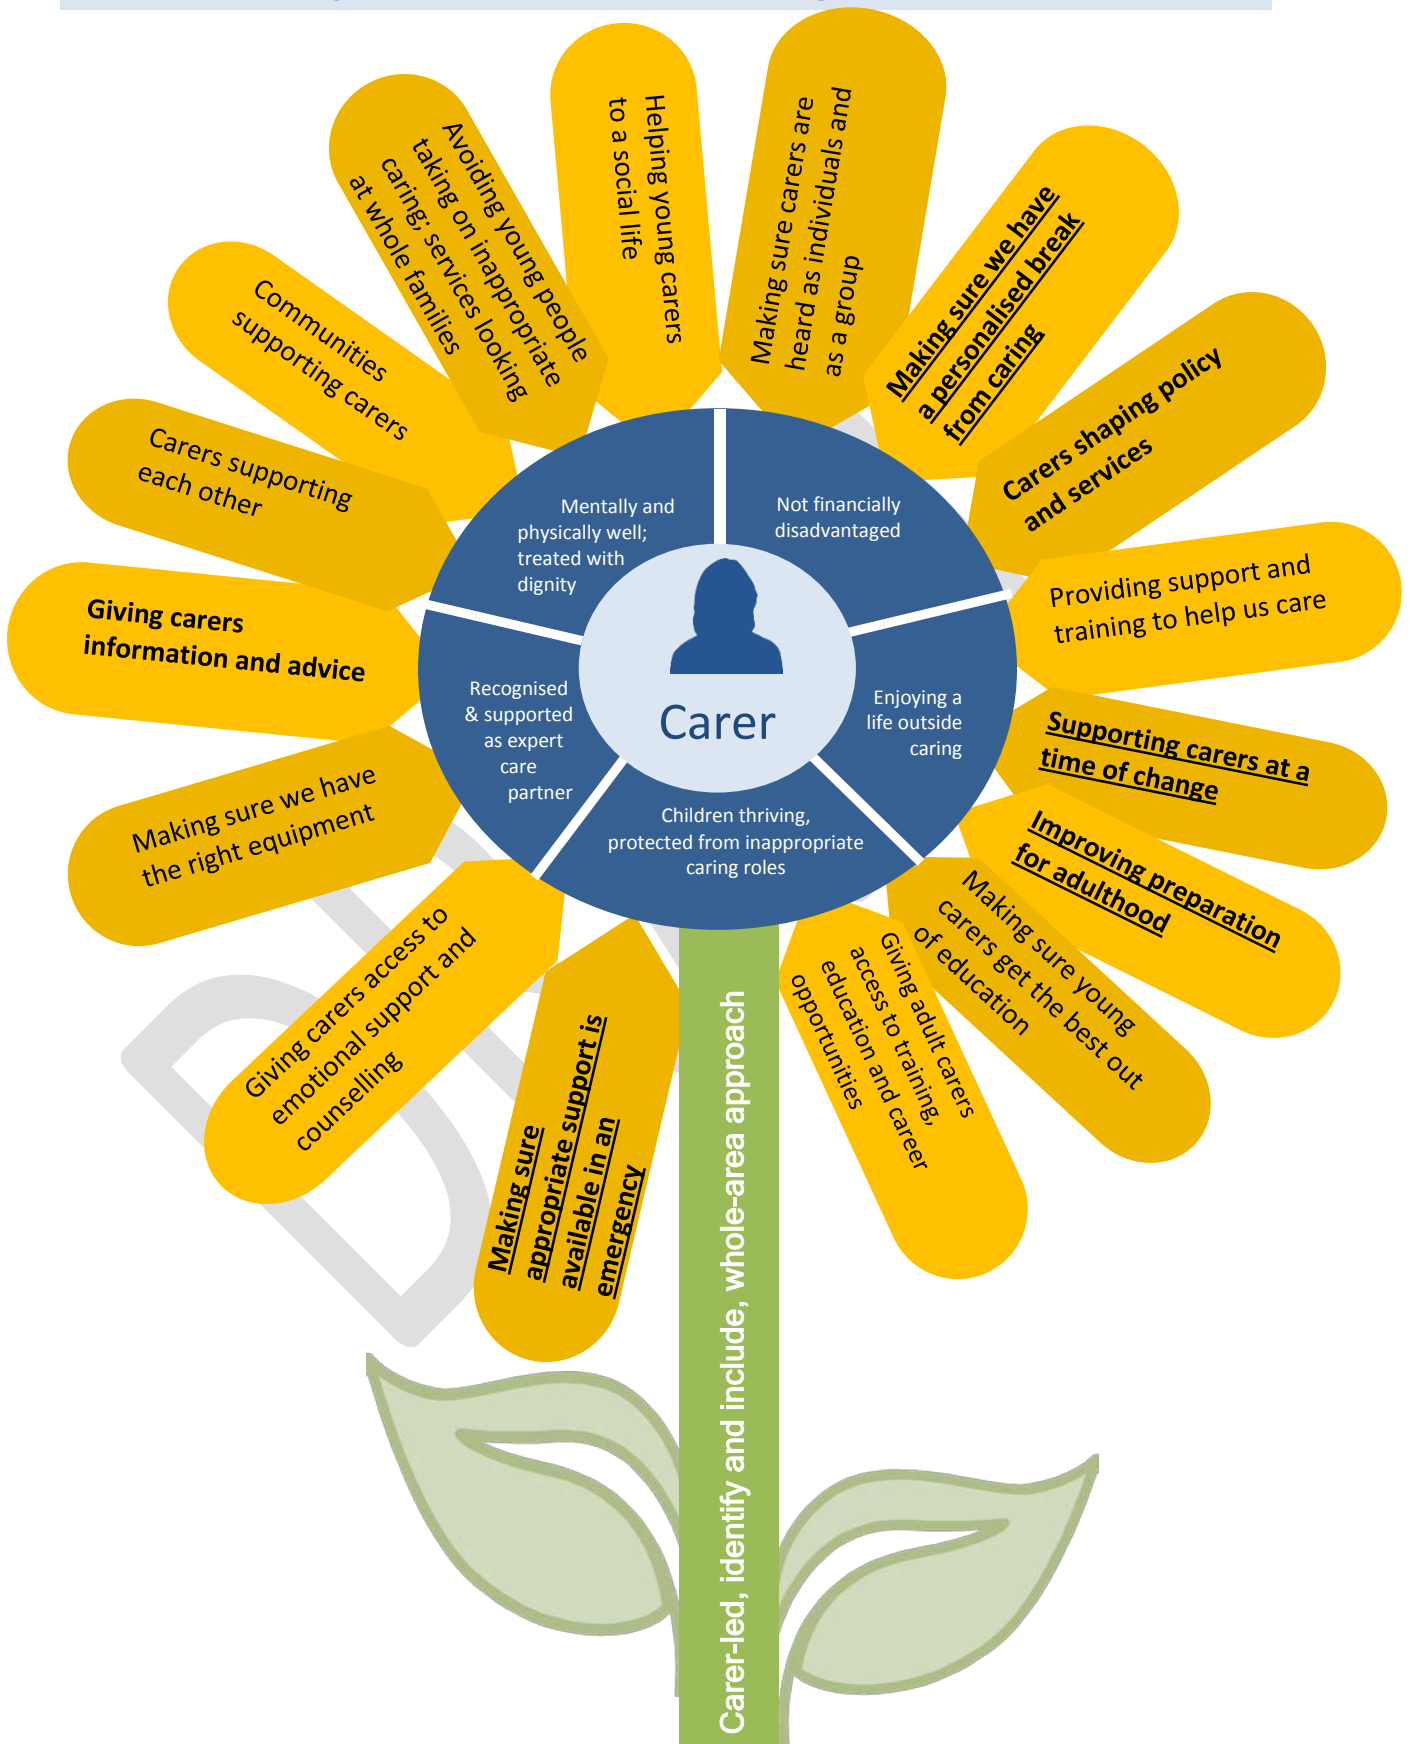 Helping young carers
to a social life
Making sure carers are
heard as individuals and
as a group
Making sure we have
a personalised break
from caring
Carers shaping policy
and services
Providing support and
training to help us care
Supporting carers at a
time of change
Improving preparation
for adulthood
Making sure young
carers get the best out
of education
Giving adult carers
access to training,
education and career
opportunities
Making sure
appropriate support is
available in an
emergency
Giving carers access to
emotional support and
counselling
Making sure we have
the right equipment
Giving carers
information and advice
Carers supporting
each other
Communities
supporting carers
Avoiding young people
taking on inappropriate
caring; services looking
at whole families
Mentally and
physically well;
treated with
dignity
Not financially
disadvantaged
Enjoying a
life outside
caring
Children thriving,
protected from inappropriate
caring roles
Recognised
& supported
as expert
care
partner
Carer
Carer-led, identify and include, whole-area approach